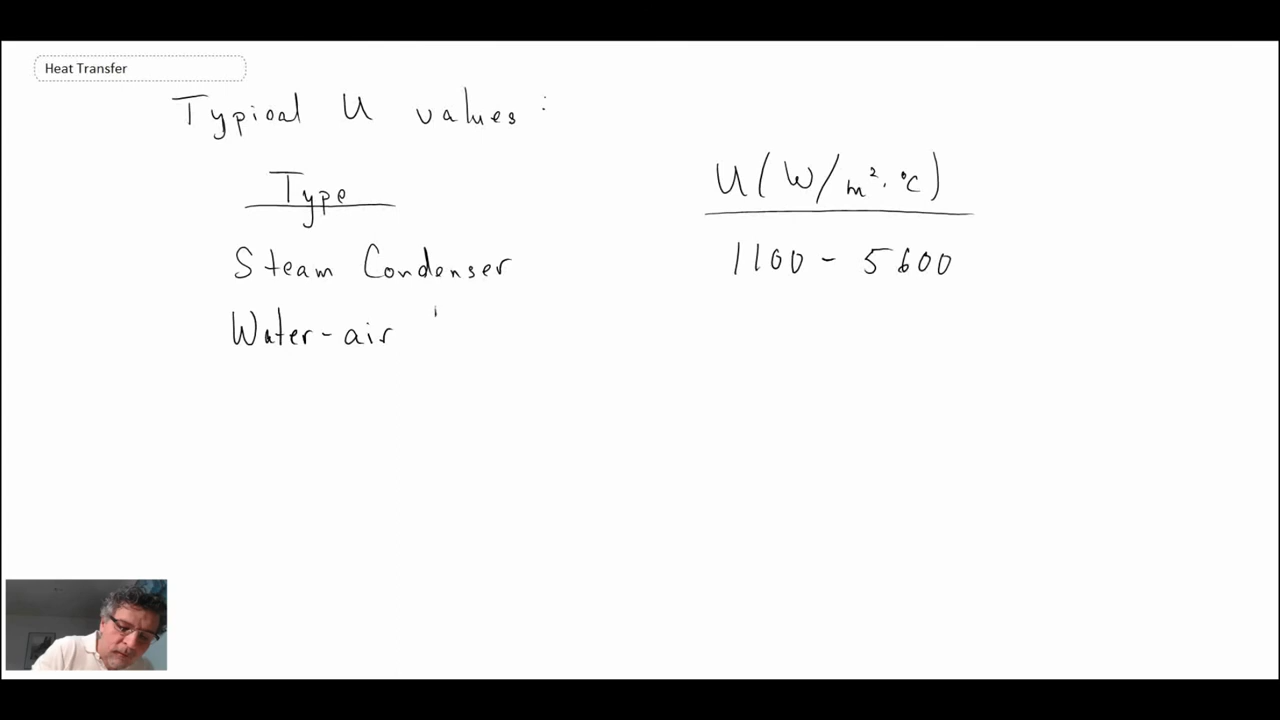 Heat Transfer
Typical U values :
Type
U (W/m²·°C)
Steam Condenser
1100 - 5600
Water-air